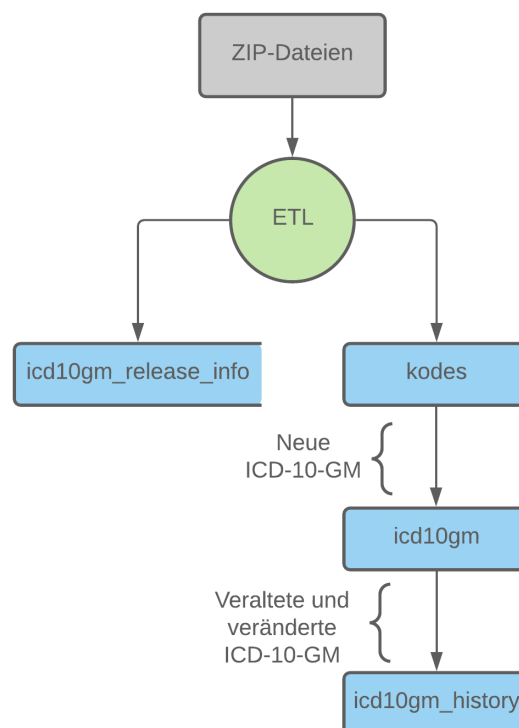 ZIP-Dateien
ETL
icd10gm_release_info
kodes
Neue
ICD-10-GM
icd10gm
Veraltete und
veränderte
ICD-10-GM
icd10gm_history